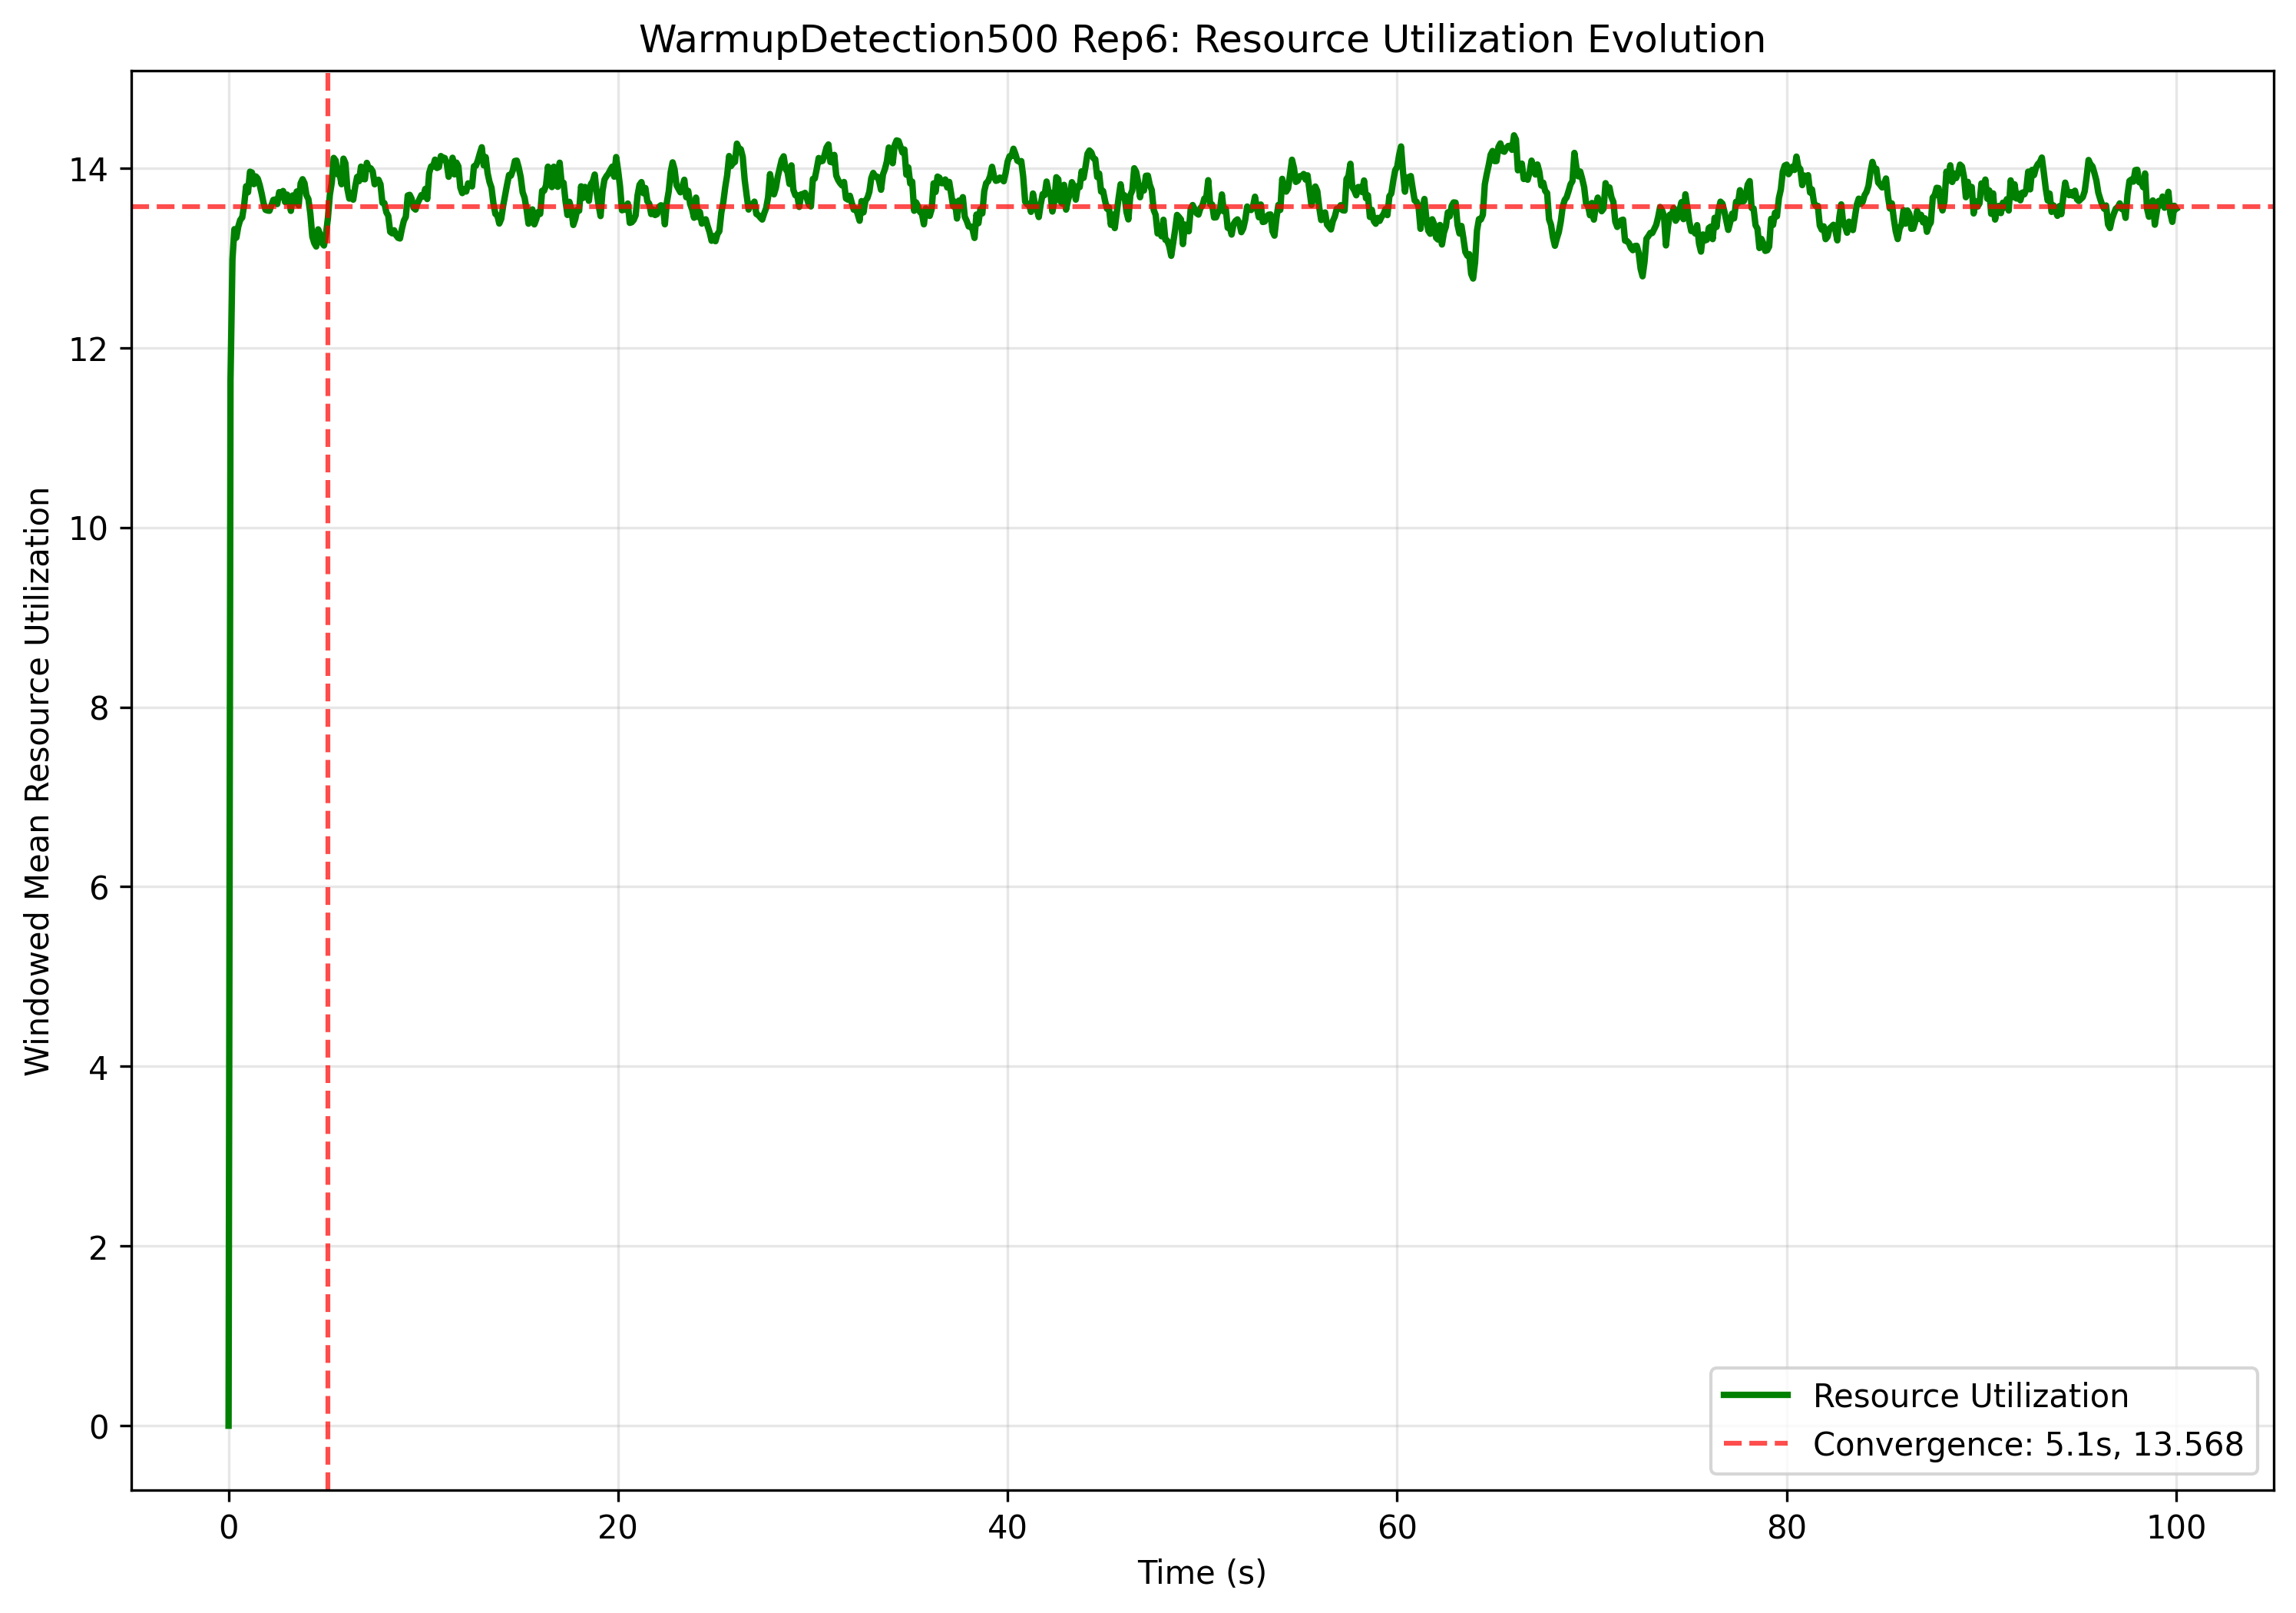 WarmupDetection500 Rep6: Resource Utilization Evolution
Windowed Mean Resource Utilization
14
12
10
8
6
4
2
0
0 20 40 60 80 100
Time (s)
Resource Utilization
Convergence: 5.1s, 13.568